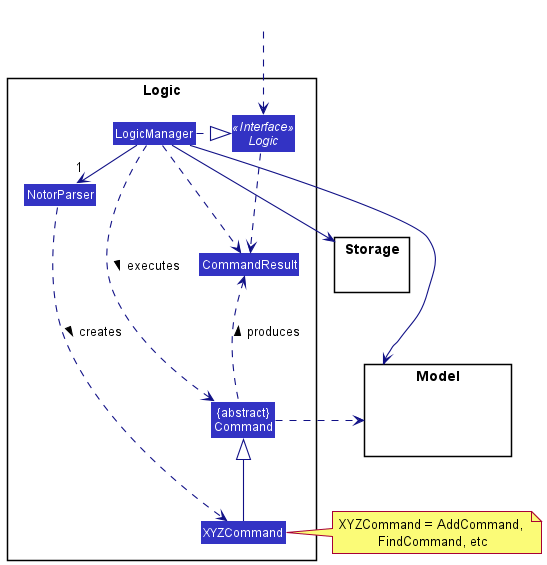 Logic
LogicManager
«Interface»
Logic
1
NotorParser
Storage
CommandResult
executes
creates
produces
Model
{abstract}
Command
XYZCommand
XYZCommand = AddCommand,
FindCommand, etc